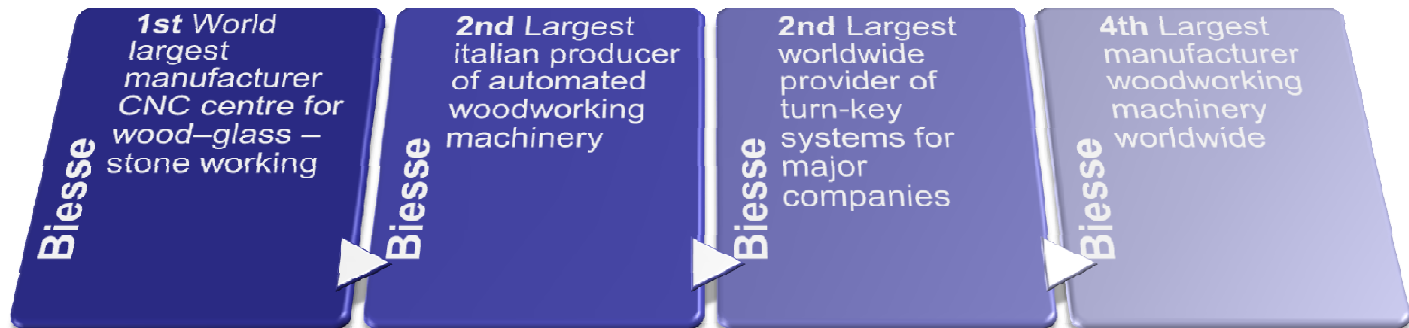 Biesse
1st World
largest
manufacturer
CNC centre for
wood–glass –
stone working
Biesse
2nd Largest
italian producer
of automated
woodworking
machinery
Biesse
2nd Largest
worldwide
provider of
turn-key
systems for
major
companies
Biesse
4th Largest
manufacturer
woodworking
machinery
worldwide